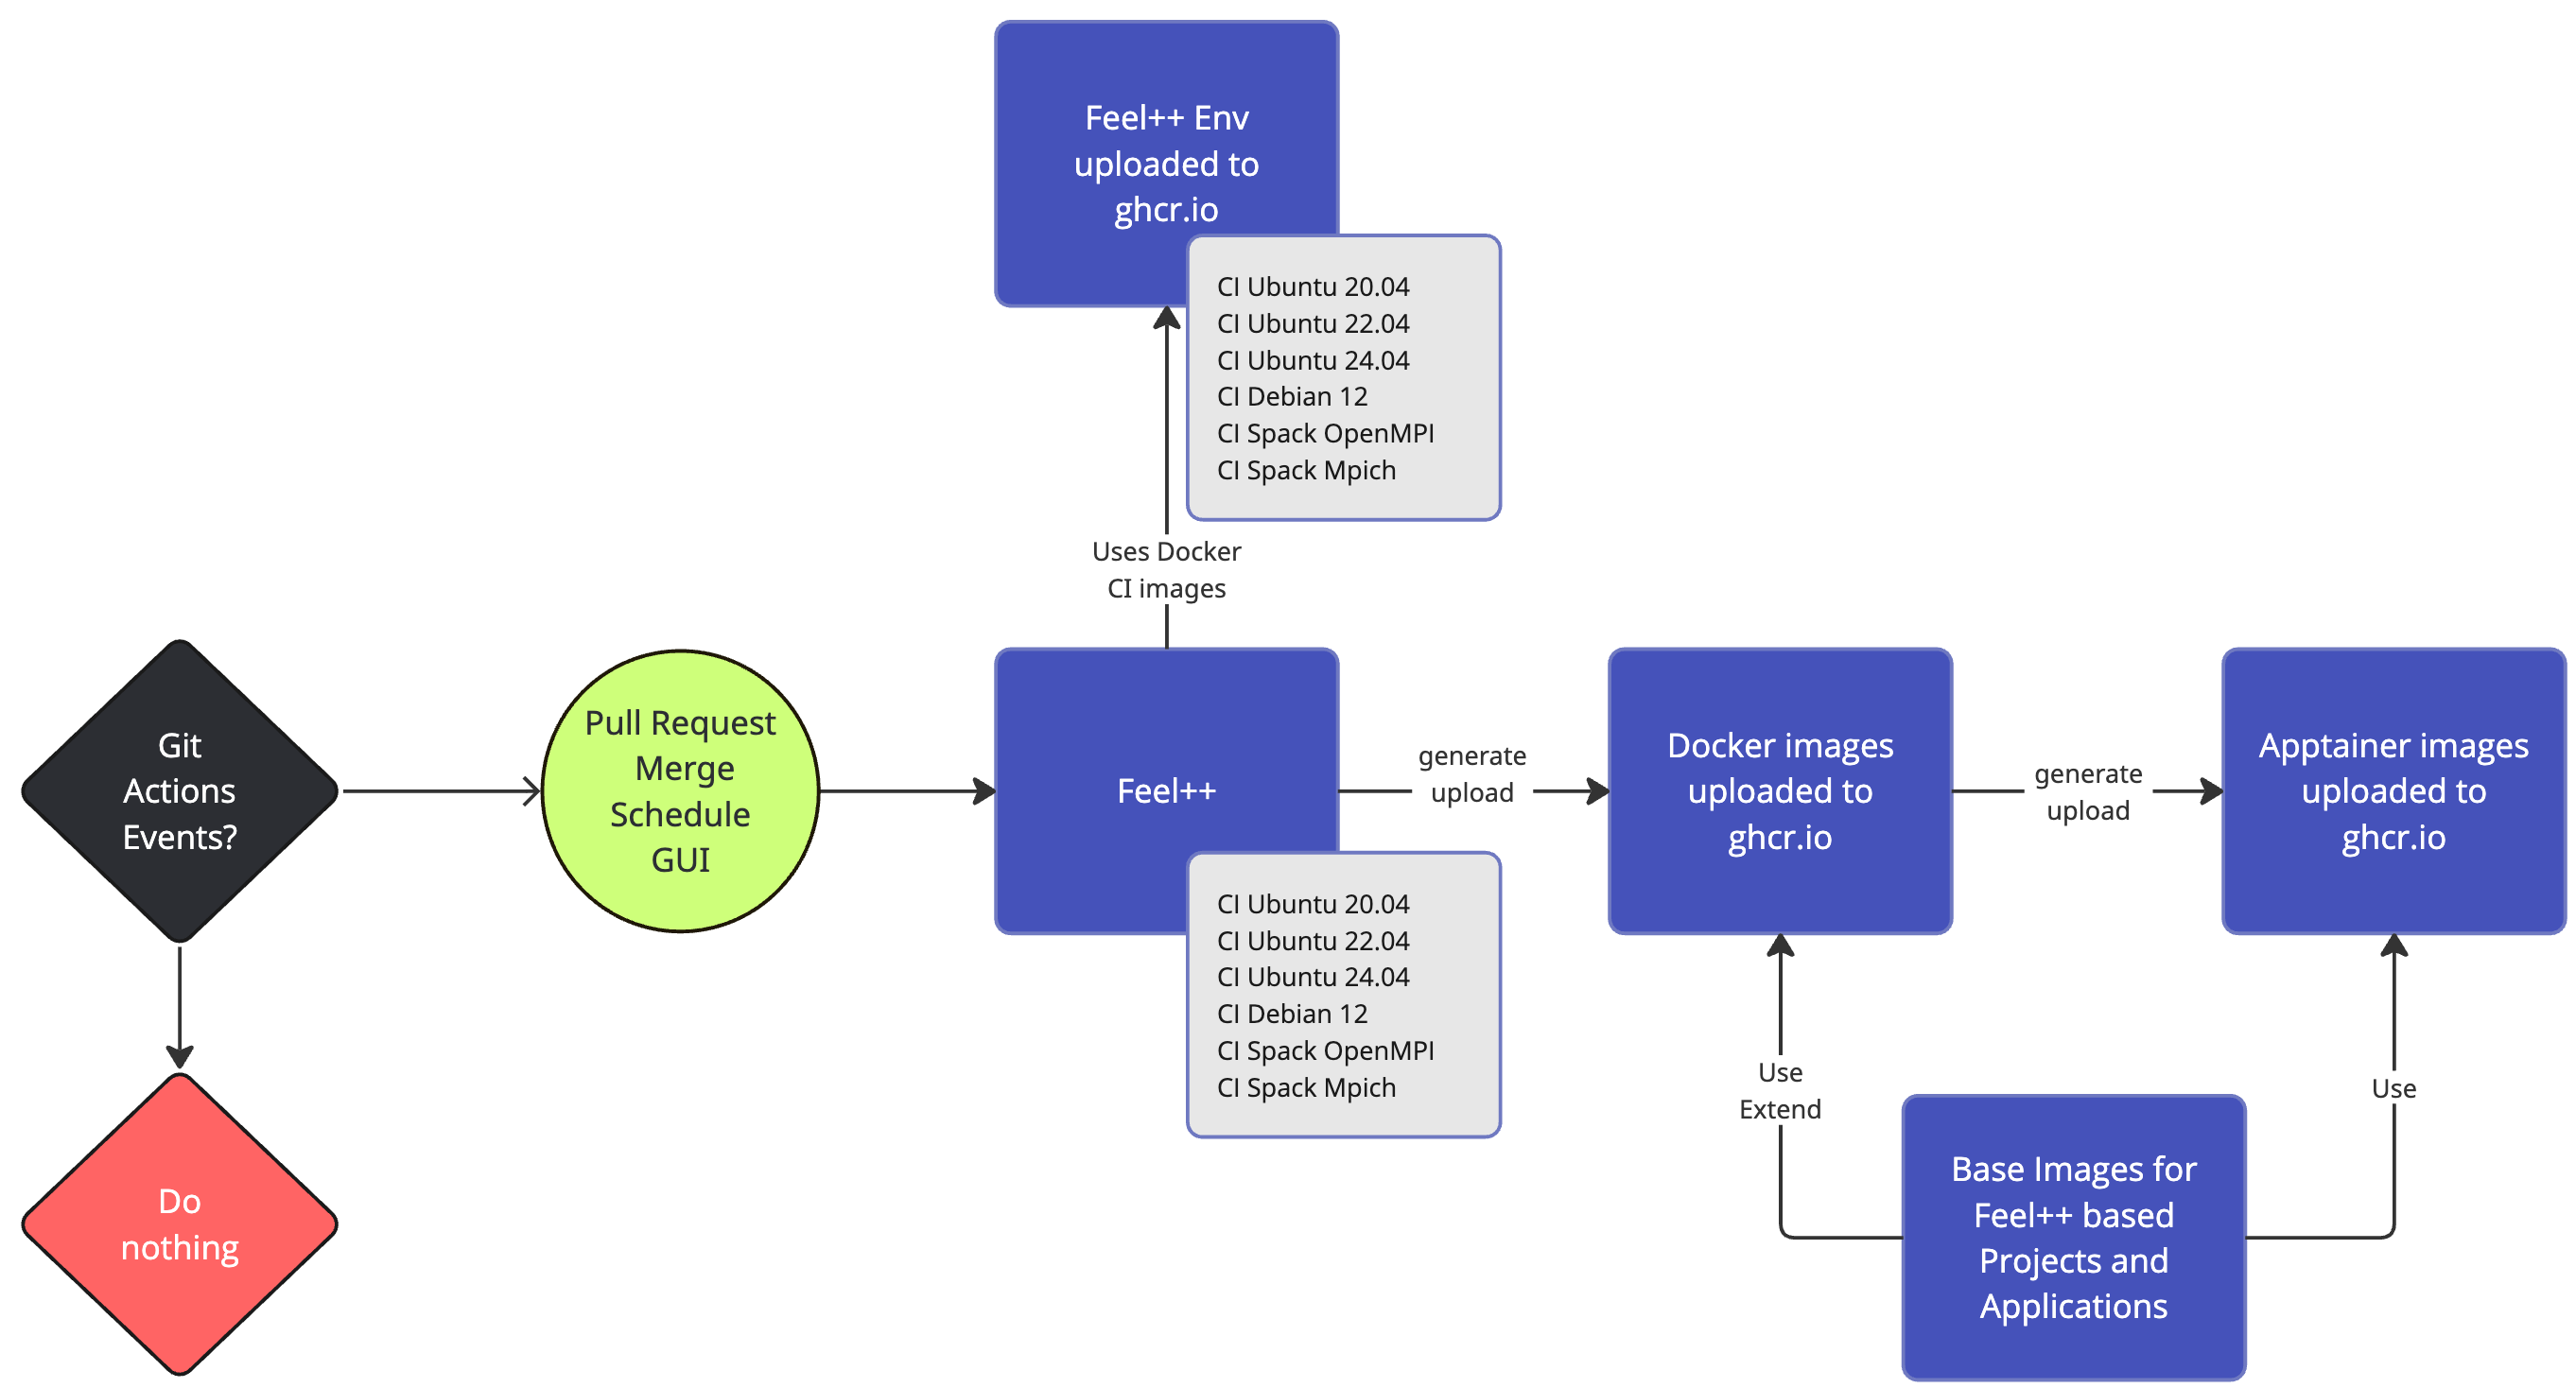 Feel++ Env
uploaded to
ghcr.io
CI Ubuntu 20.04
CI Ubuntu 22.04
CI Ubuntu 24.04
CI Debian 12
CI Spack OpenMPI
CI Spack Mpich
Uses Docker
CI images
Git
Actions
Events?
Pull Request
Merge
Schedule
GUI
Feel++
generate
upload
Docker images
uploaded to
ghcr.io
generate
upload
Apptainer images
uploaded to
ghcr.io
CI Ubuntu 20.04
CI Ubuntu 22.04
CI Ubuntu 24.04
CI Debian 12
CI Spack OpenMPI
CI Spack Mpich
Do
nothing
Use
Extend
Base Images for
Feel++ based
Projects and
Applications
Use